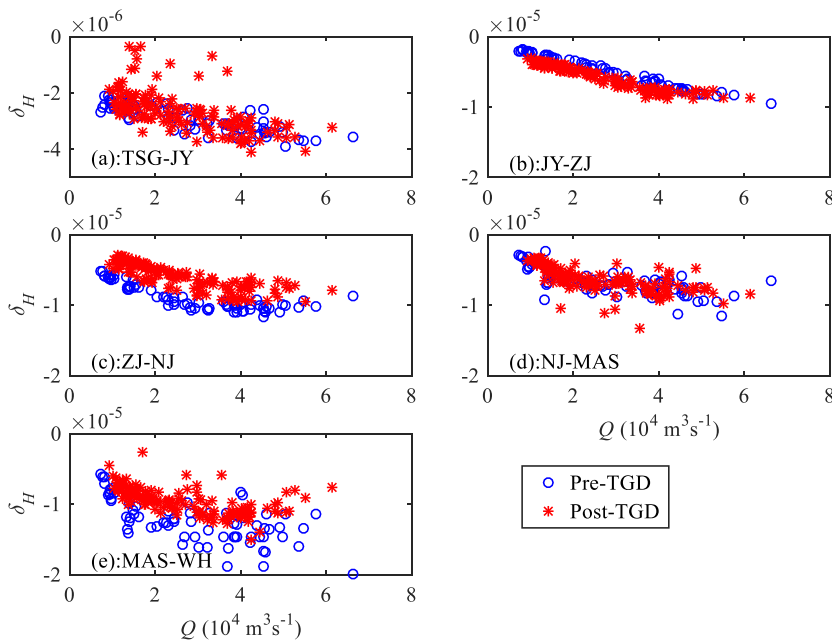 ×10⁻⁶
0
-2
-4
δ_H
(a):TSG-JY
0 2 4 6 8
×10⁻⁵
0
-1
-2
(b):JY-ZJ
0 2 4 6 8
×10⁻⁵
0
-1
-2
δ_H
(c):ZJ-NJ
0 2 4 6 8
×10⁻⁵
0
-1
-2
(d):NJ-MAS
0 2 4 6 8
Q (10⁴ m³s⁻¹)
×10⁻⁵
0
-1
-2
δ_H
(e):MAS-WH
0 2 4 6 8
Q (10⁴ m³s⁻¹)
Pre-TGD
Post-TGD